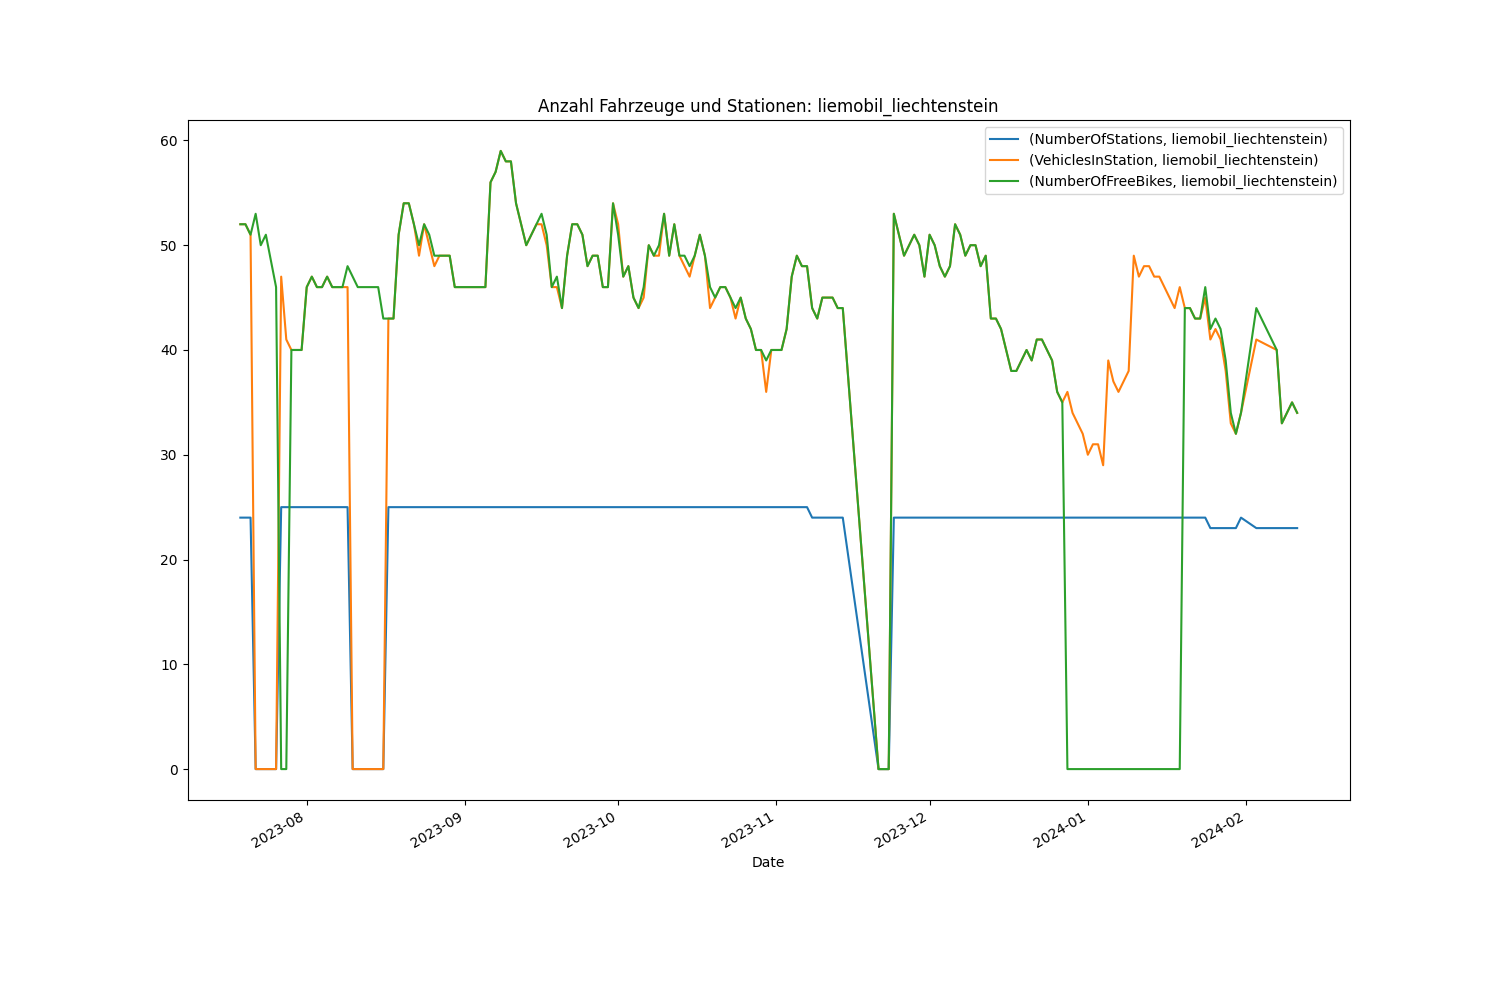 Anzahl Fahrzeuge und Stationen: liemobil_liechtenstein
(NumberOfStations, liemobil_liechtenstein)
(VehiclesInStation, liemobil_liechtenstein)
(NumberOfFreeBikes, liemobil_liechtenstein)
60
50
40
30
20
10
0
2023-08
2023-09
2023-10
2023-11
2023-12
2024-01
2024-02
Date